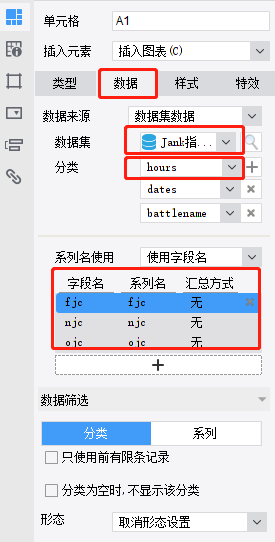 单元格 A1
插入元素 插入图表(C)
类型 数据 样式 特效
数据来源 数据集数据
数据集 Jank指...
分类 hours
dates
battlename
系列名使用 使用字段名
字段名 系列名 汇总方式
fjc fjc 无
njc njc 无
ojc ojc 无
+
数据筛选
分类 系列
只使用前有限条记录
分类为空时,不显示该分类
形态 取消形态设置